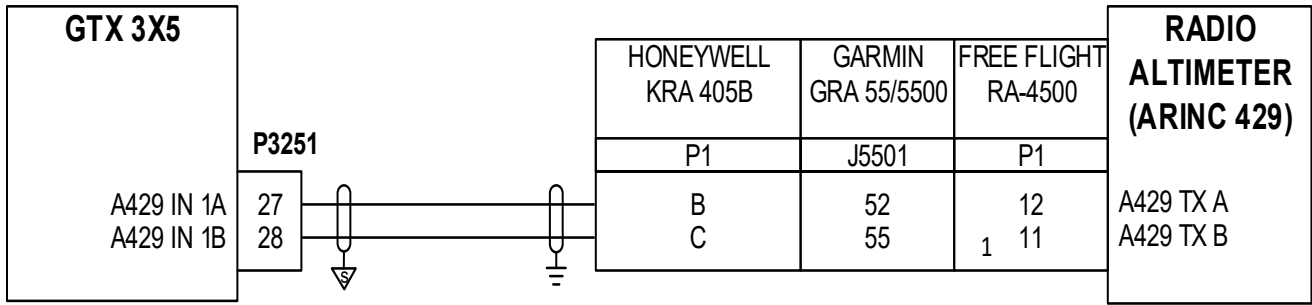 GTX 3X5
P3251
A429 IN 1A 27
A429 IN 1B 28
S
HONEYWELL GARMIN FREE FLIGHT
KRA 405B GRA 55/5500 RA-4500
P1 J5501 P1
B 52 12
C 55 1 11
RADIO
ALTIMETER
(ARINC 429)
A429 TX A
A429 TX B